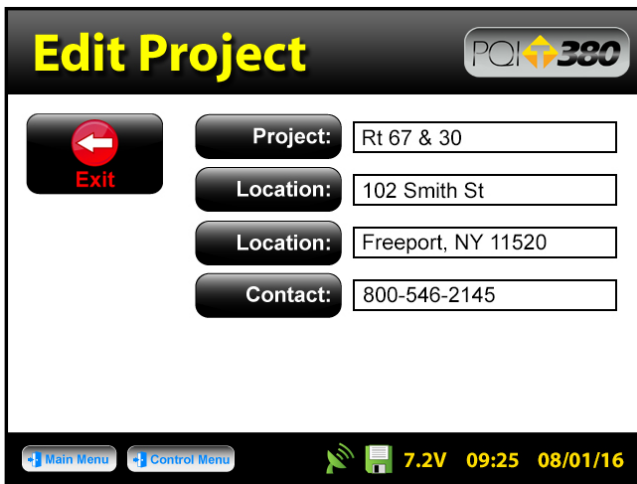 Edit Project
PQI T 380
Exit
Project: Rt 67 & 30
Location: 102 Smith St
Location: Freeport, NY 11520
Contact: 800-546-2145
Main Menu Control Menu 7.2V 09:25 08/01/16